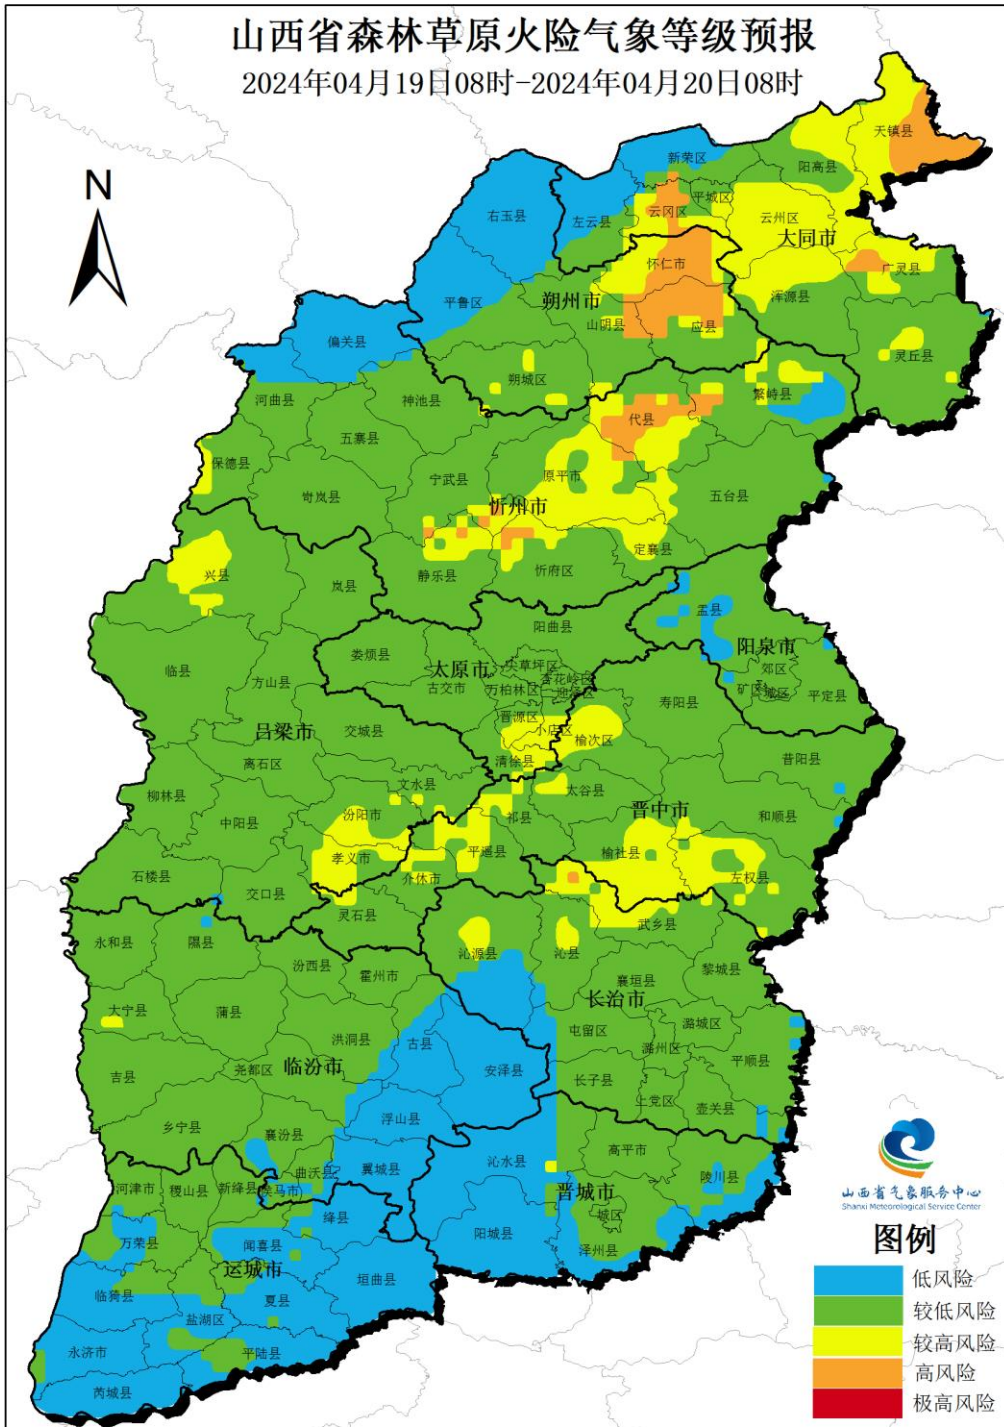 山西省森林草原火险气象等级预报
2024年04月19日08时-2024年04月20日08时
N
天镇县
新荣区
阳高县
右玉县
左云县
云冈区
平城区
云州区
大同市
怀仁市
广灵县
平鲁区
朔州市
浑源县
山阴县
应县
偏关县
灵丘县
朔城区
繁峙县
河曲县
神池县
代县
五寨县
保德县
宁武县
原平市
岢岚县
五台县
忻州市
定襄县
兴县
岚县
静乐县
忻府区
盂县
阳曲县
阳泉市
娄烦县
太原市
尖草坪区
郊区
临县
方山县
古交市
万柏林区
杏花岭区
迎泽区
矿区
城区
平定县
寿阳县
晋源区
吕梁市
交城县
小店区
榆次区
离石区
清徐县
昔阳县
柳林县
文水县
太谷县
中阳县
汾阳市
祁县
晋中市
和顺县
孝义市
平遥县
榆社县
石楼县
交口县
介休市
左权县
灵石县
武乡县
永和县
隰县
沁源县
沁县
汾西县
霍州市
襄垣县
黎城县
大宁县
蒲县
长治市
洪洞县
古县
屯留区
潞城区
潞州区
尧都区
临汾市
安泽县
平顺县
吉县
长子县
上党区
壶关县
浮山县
乡宁县
襄汾县
高平市
曲沃县
翼城县
沁水县
陵川县
河津市
稷山县
新绛县
侯马市
晋城市
绛县
城区
万荣县
闻喜县
阳城县
泽州县
运城市
临猗县
夏县
垣曲县
盐湖区
永济市
平陆县
芮城县
山西省气象服务中心
Shanxi Meteorological Service Center
图例
低风险
较低风险
较高风险
高风险
极高风险